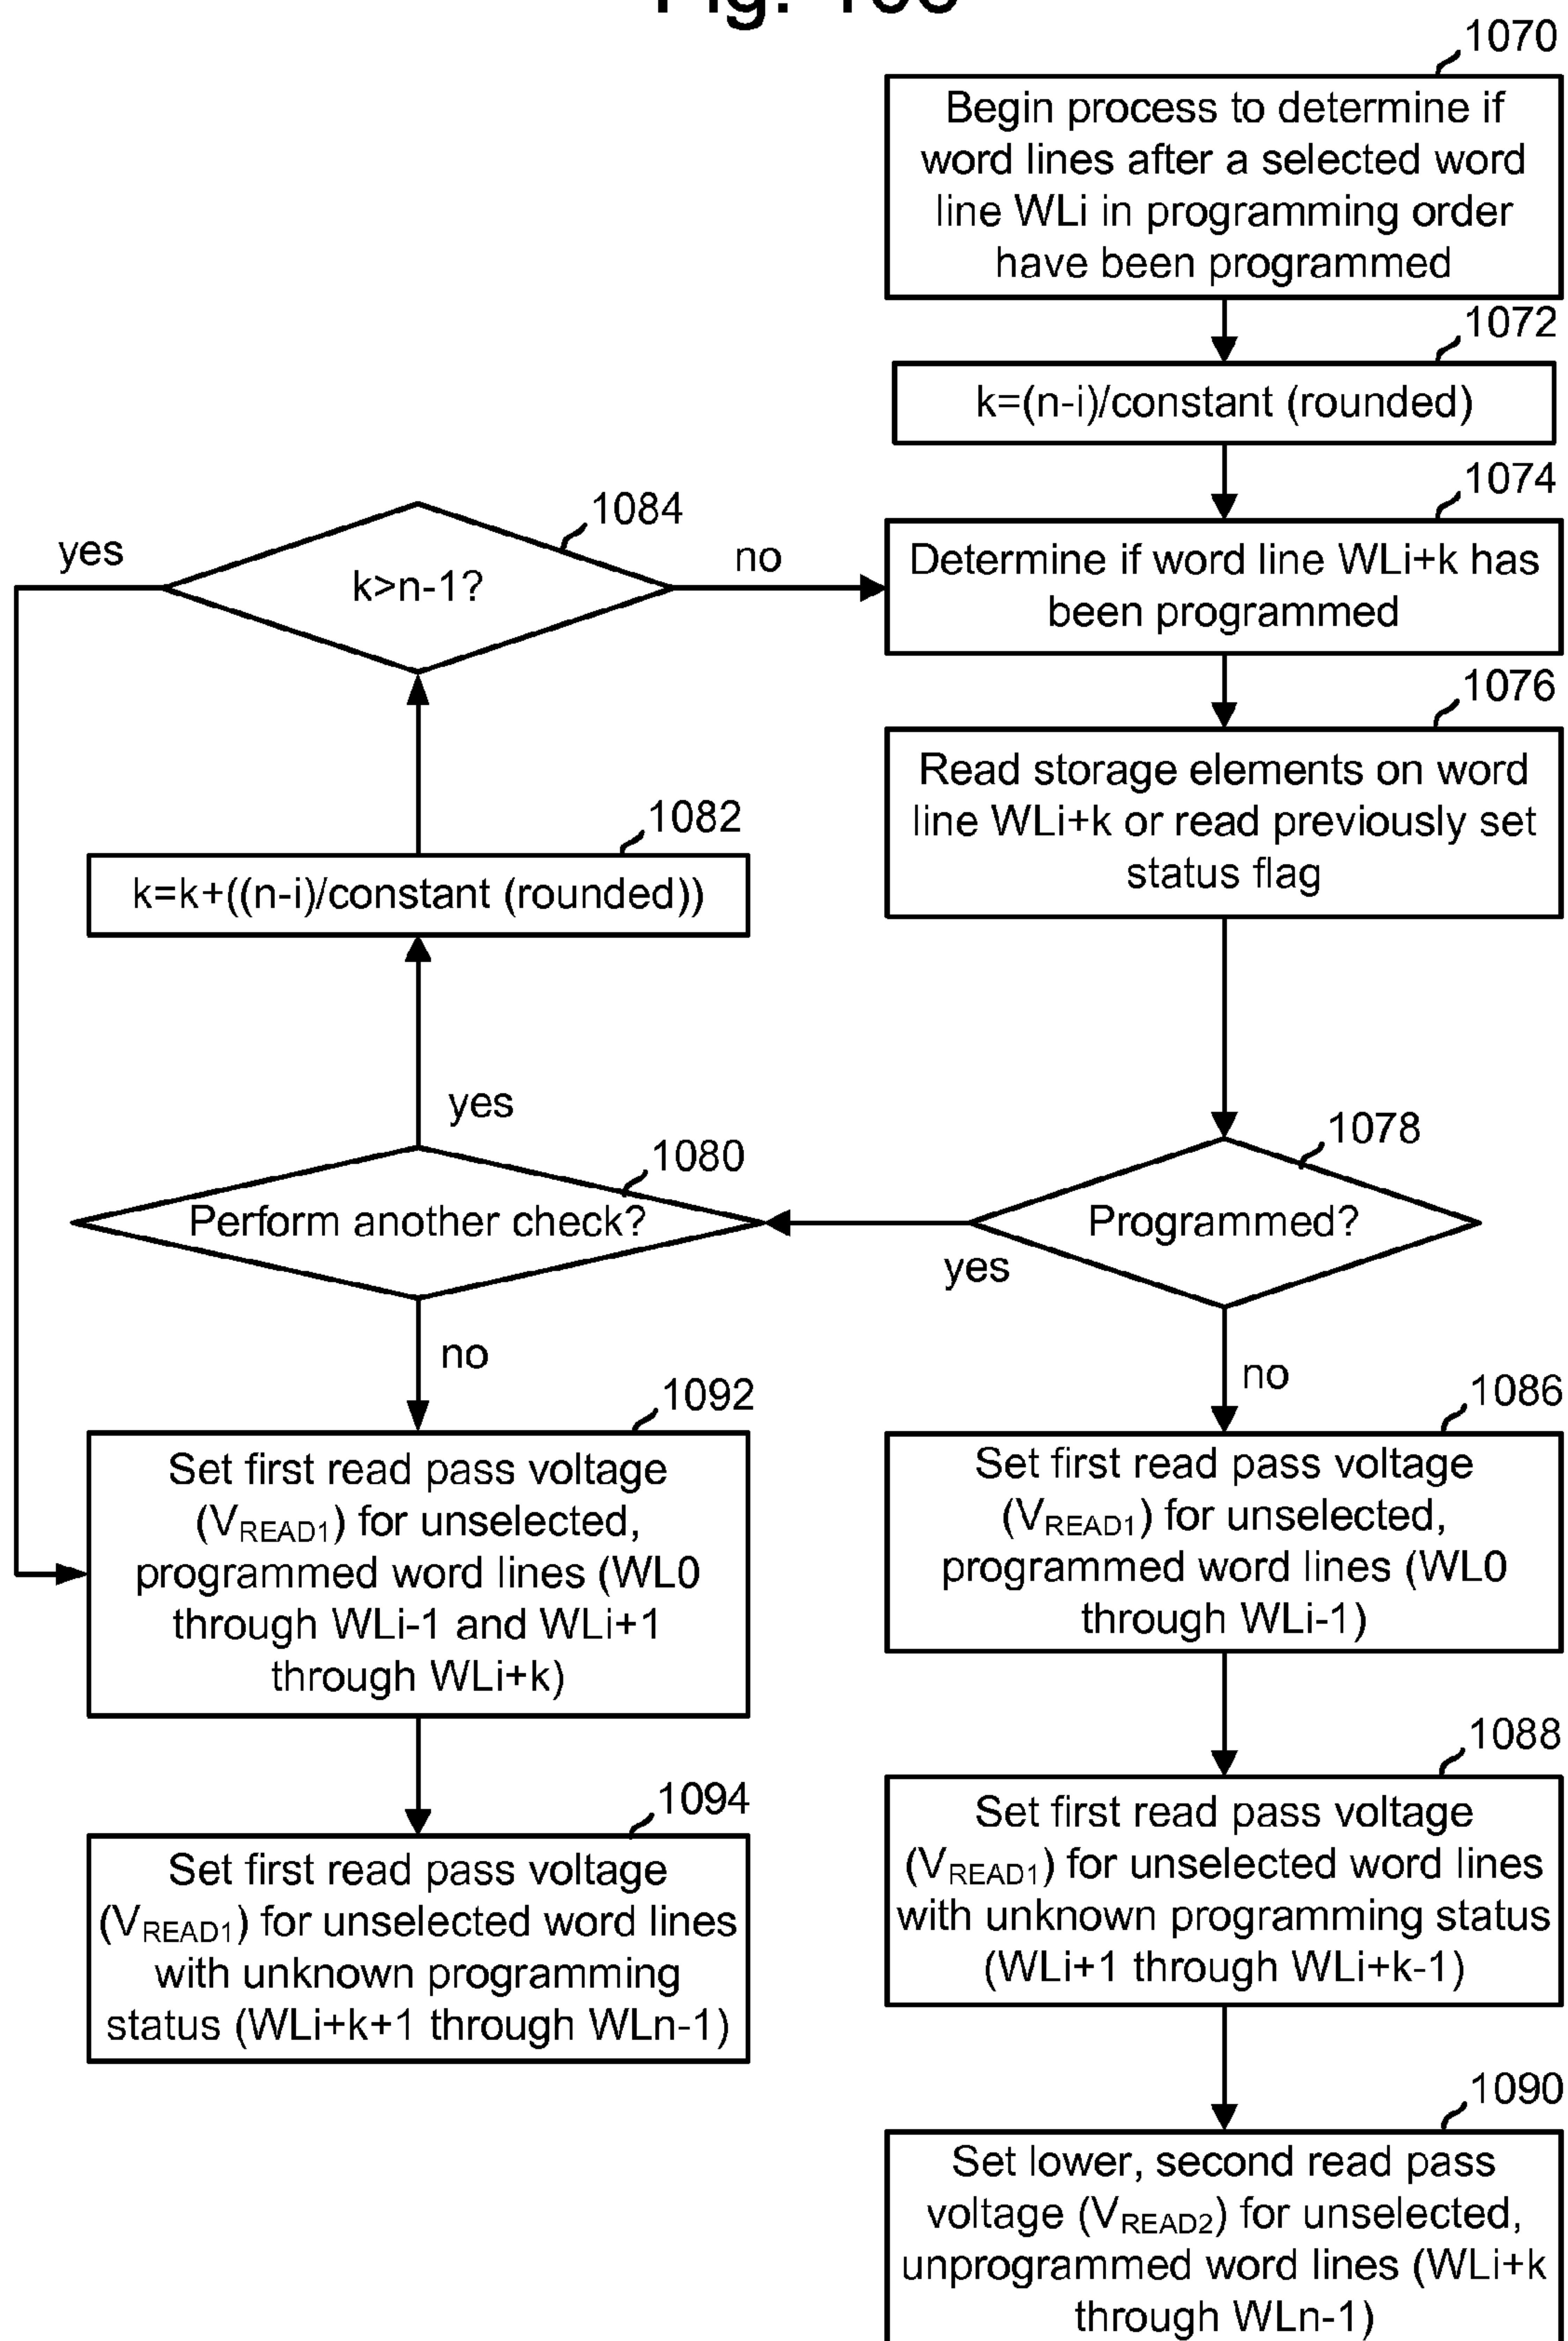 1070
Begin process to determine if
word lines after a selected word
line WLi in programming order
have been programmed
1072
k=(n-i)/constant (rounded)
1074
Determine if word line WLi+k has
been programmed
1084
k>n-1?
yes
no
1076
Read storage elements on word
line WLi+k or read previously set
status flag
1082
k=k+((n-i)/constant (rounded))
yes
1078
Programmed?
yes
no
1080
Perform another check?
no
1092
Set first read pass voltage
(VREAD1) for unselected,
programmed word lines (WL0
through WLi-1 and WLi+1
through WLi+k)
1086
Set first read pass voltage
(VREAD1) for unselected,
programmed word lines (WL0
through WLi-1)
1094
Set first read pass voltage
(VREAD1) for unselected word lines
with unknown programming
status (WLi+k+1 through WLn-1)
1088
Set first read pass voltage
(VREAD1) for unselected word lines
with unknown programming status
(WLi+1 through WLi+k-1)
1090
Set lower, second read pass
voltage (VREAD2) for unselected,
unprogrammed word lines (WLi+k
through WLn-1)